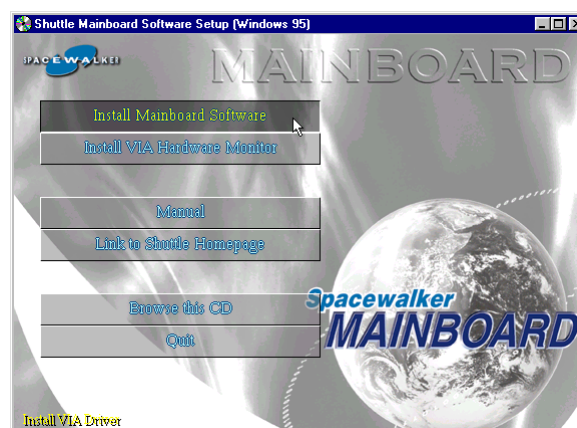 Shuttle Mainboard Software Setup (Windows 95)
SPACEWALKER
MAINBOARD
Install Mainboard Software
Install VIA Hardware Monitor
Manual
Link to Shuttle Homepage
Browse this CD
Quit
Spacewalker
MAINBOARD
Install VIA Driver